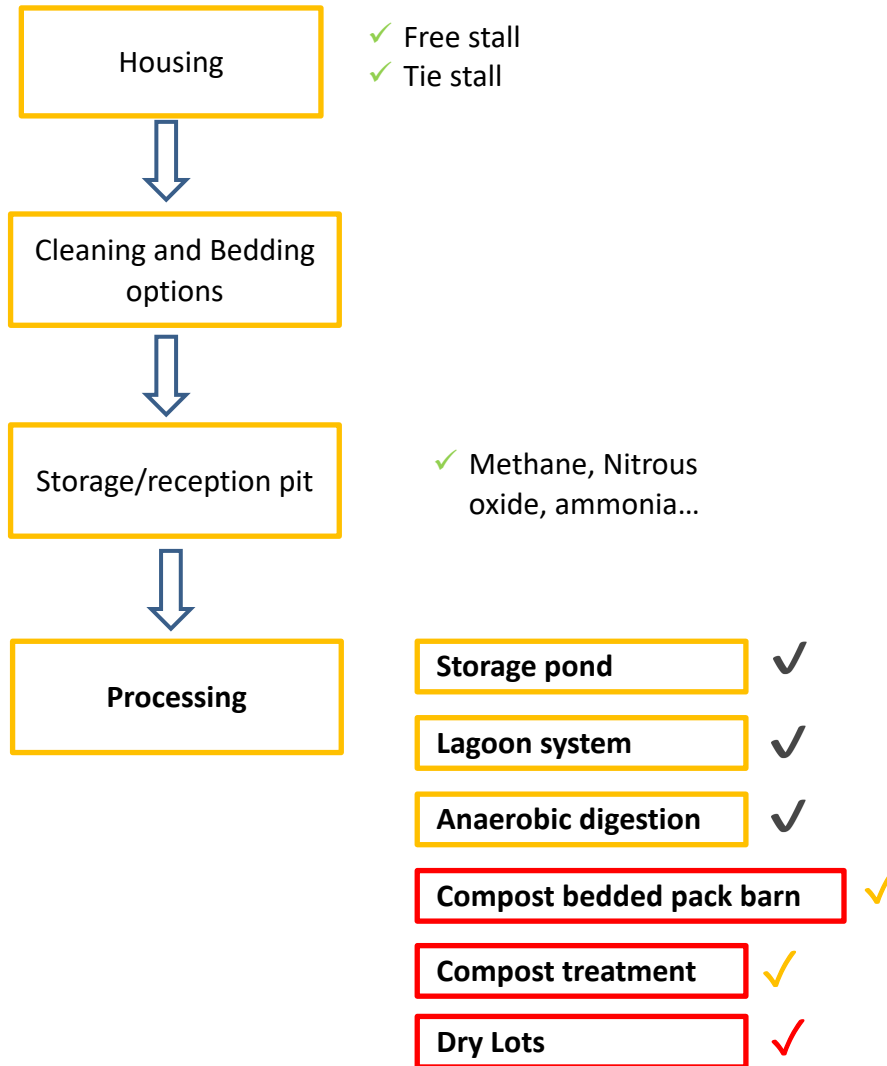 Housing
✓ Free stall
✓ Tie stall
Cleaning and Bedding
options
Storage/reception pit
✓ Methane, Nitrous
oxide, ammonia…
Processing
Storage pond ✓
Lagoon system ✓
Anaerobic digestion ✓
Compost bedded pack barn ✓
Compost treatment ✓
Dry Lots ✓